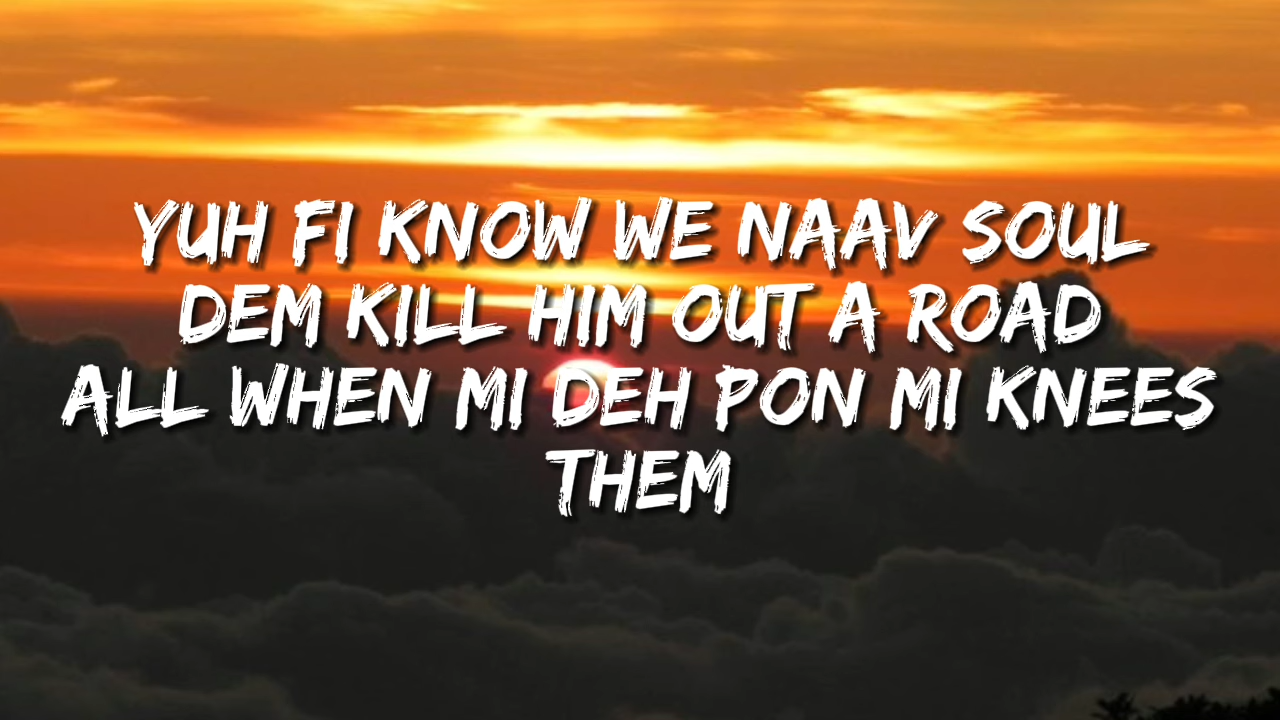 YUH FI KNOW WE NAAV SOUL
DEM KILL HIM OUT A ROAD
ALL WHEN MI DEH PON MI KNEES
THEM